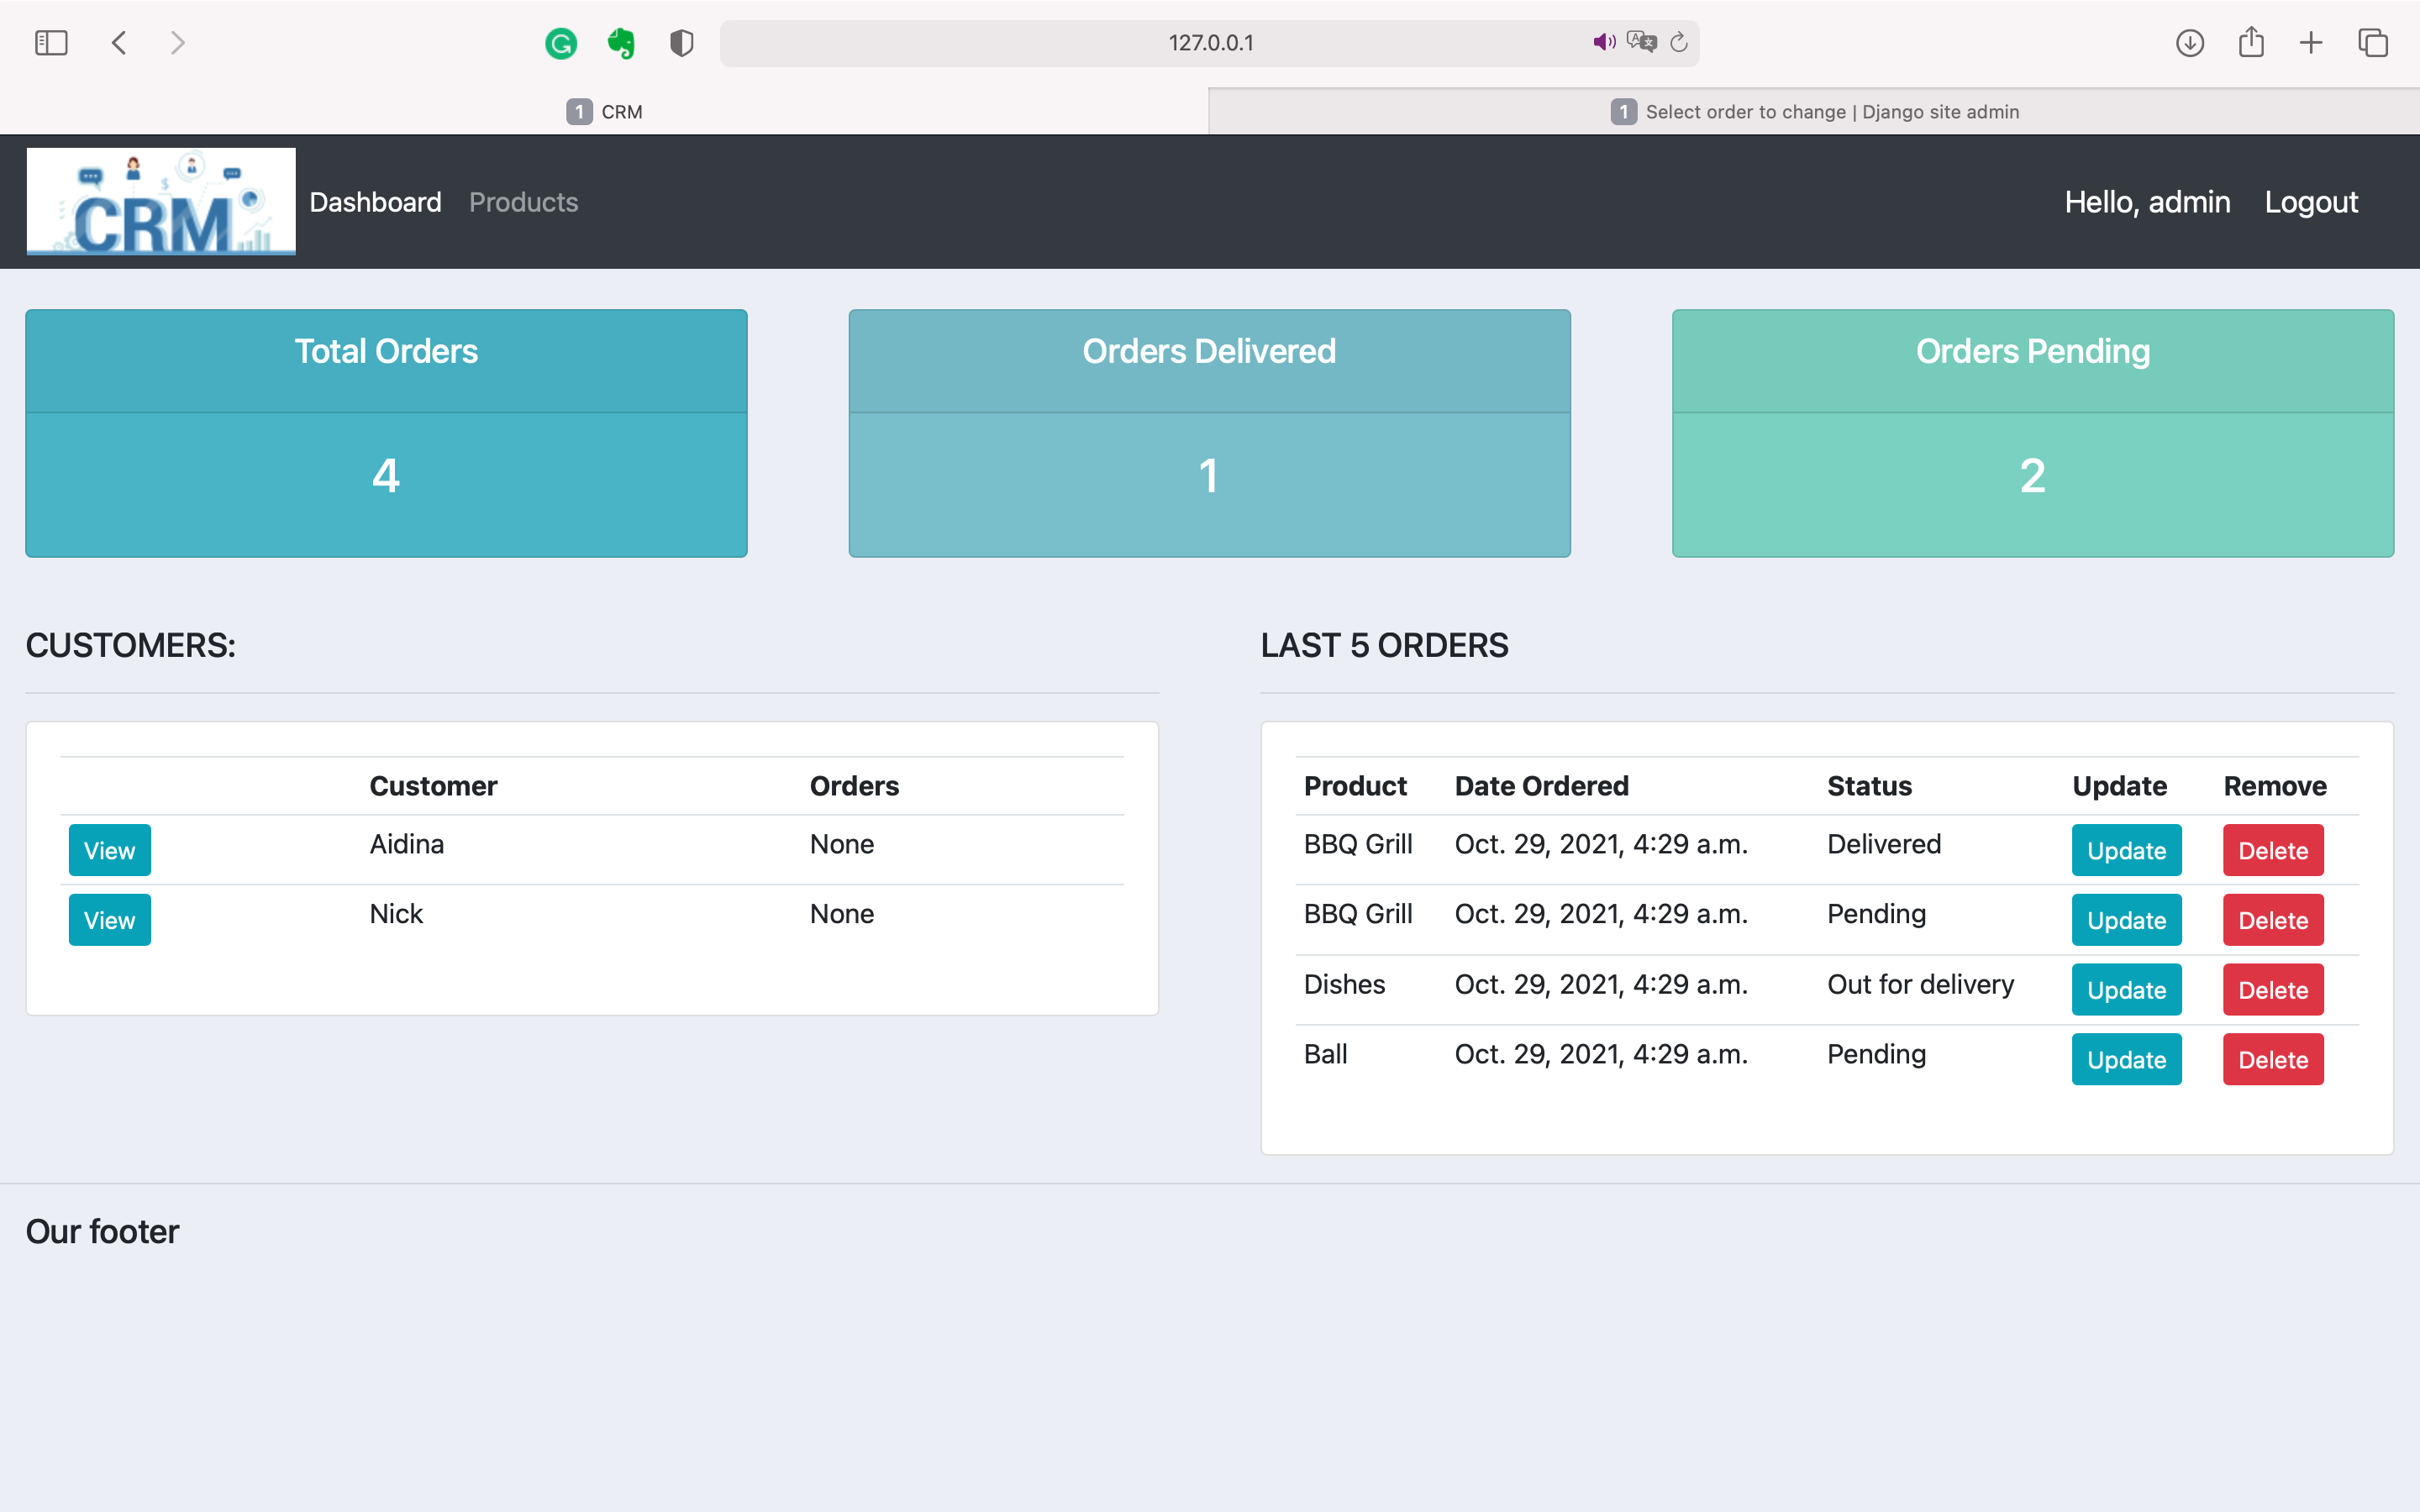 127.0.0.1
1 CRM
1 Select order to change | Django site admin
CRM Dashboard Products Hello, admin Logout
Total Orders Orders Delivered Orders Pending
4 1 2
CUSTOMERS:
Customer Orders
View Aidina None
View Nick None
LAST 5 ORDERS
Product Date Ordered Status Update Remove
BBQ Grill Oct. 29, 2021, 4:29 a.m. Delivered Update Delete
BBQ Grill Oct. 29, 2021, 4:29 a.m. Pending Update Delete
Dishes Oct. 29, 2021, 4:29 a.m. Out for delivery Update Delete
Ball Oct. 29, 2021, 4:29 a.m. Pending Update Delete
Our footer